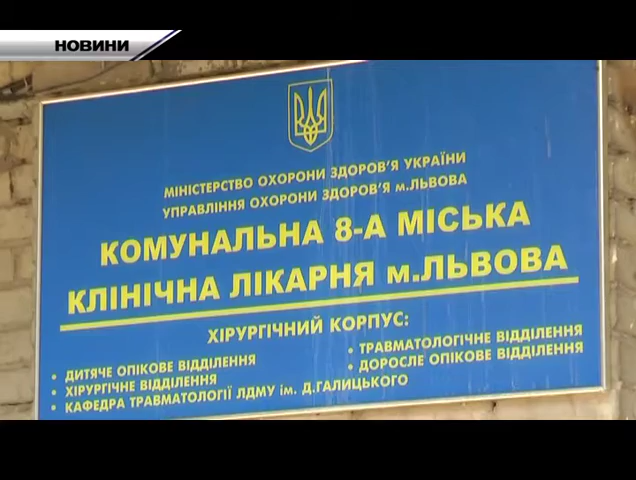 НОВИНИ
МІНІСТЕРСТВО ОХОРОНИ ЗДОРОВ'Я УКРАЇНИ
УПРАВЛІННЯ ОХОРОНИ ЗДОРОВ'Я м.ЛЬВОВА
КОМУНАЛЬНА 8-А МІСЬКА
КЛІНІЧНА ЛІКАРНЯ м.ЛЬВОВА
ХІРУРГІЧНИЙ КОРПУС:
• ДИТЯЧЕ ОПІКОВЕ ВІДДІЛЕННЯ
• ХІРУРГІЧНЕ ВІДДІЛЕННЯ
• КАФЕДРА ТРАВМАТОЛОГІЇ ЛДМУ ім. Д.ГАЛИЦЬКОГО
• ТРАВМАТОЛОГІЧНЕ ВІДДІЛЕННЯ
• ДОРОСЛЕ ОПІКОВЕ ВІДДІЛЕННЯ